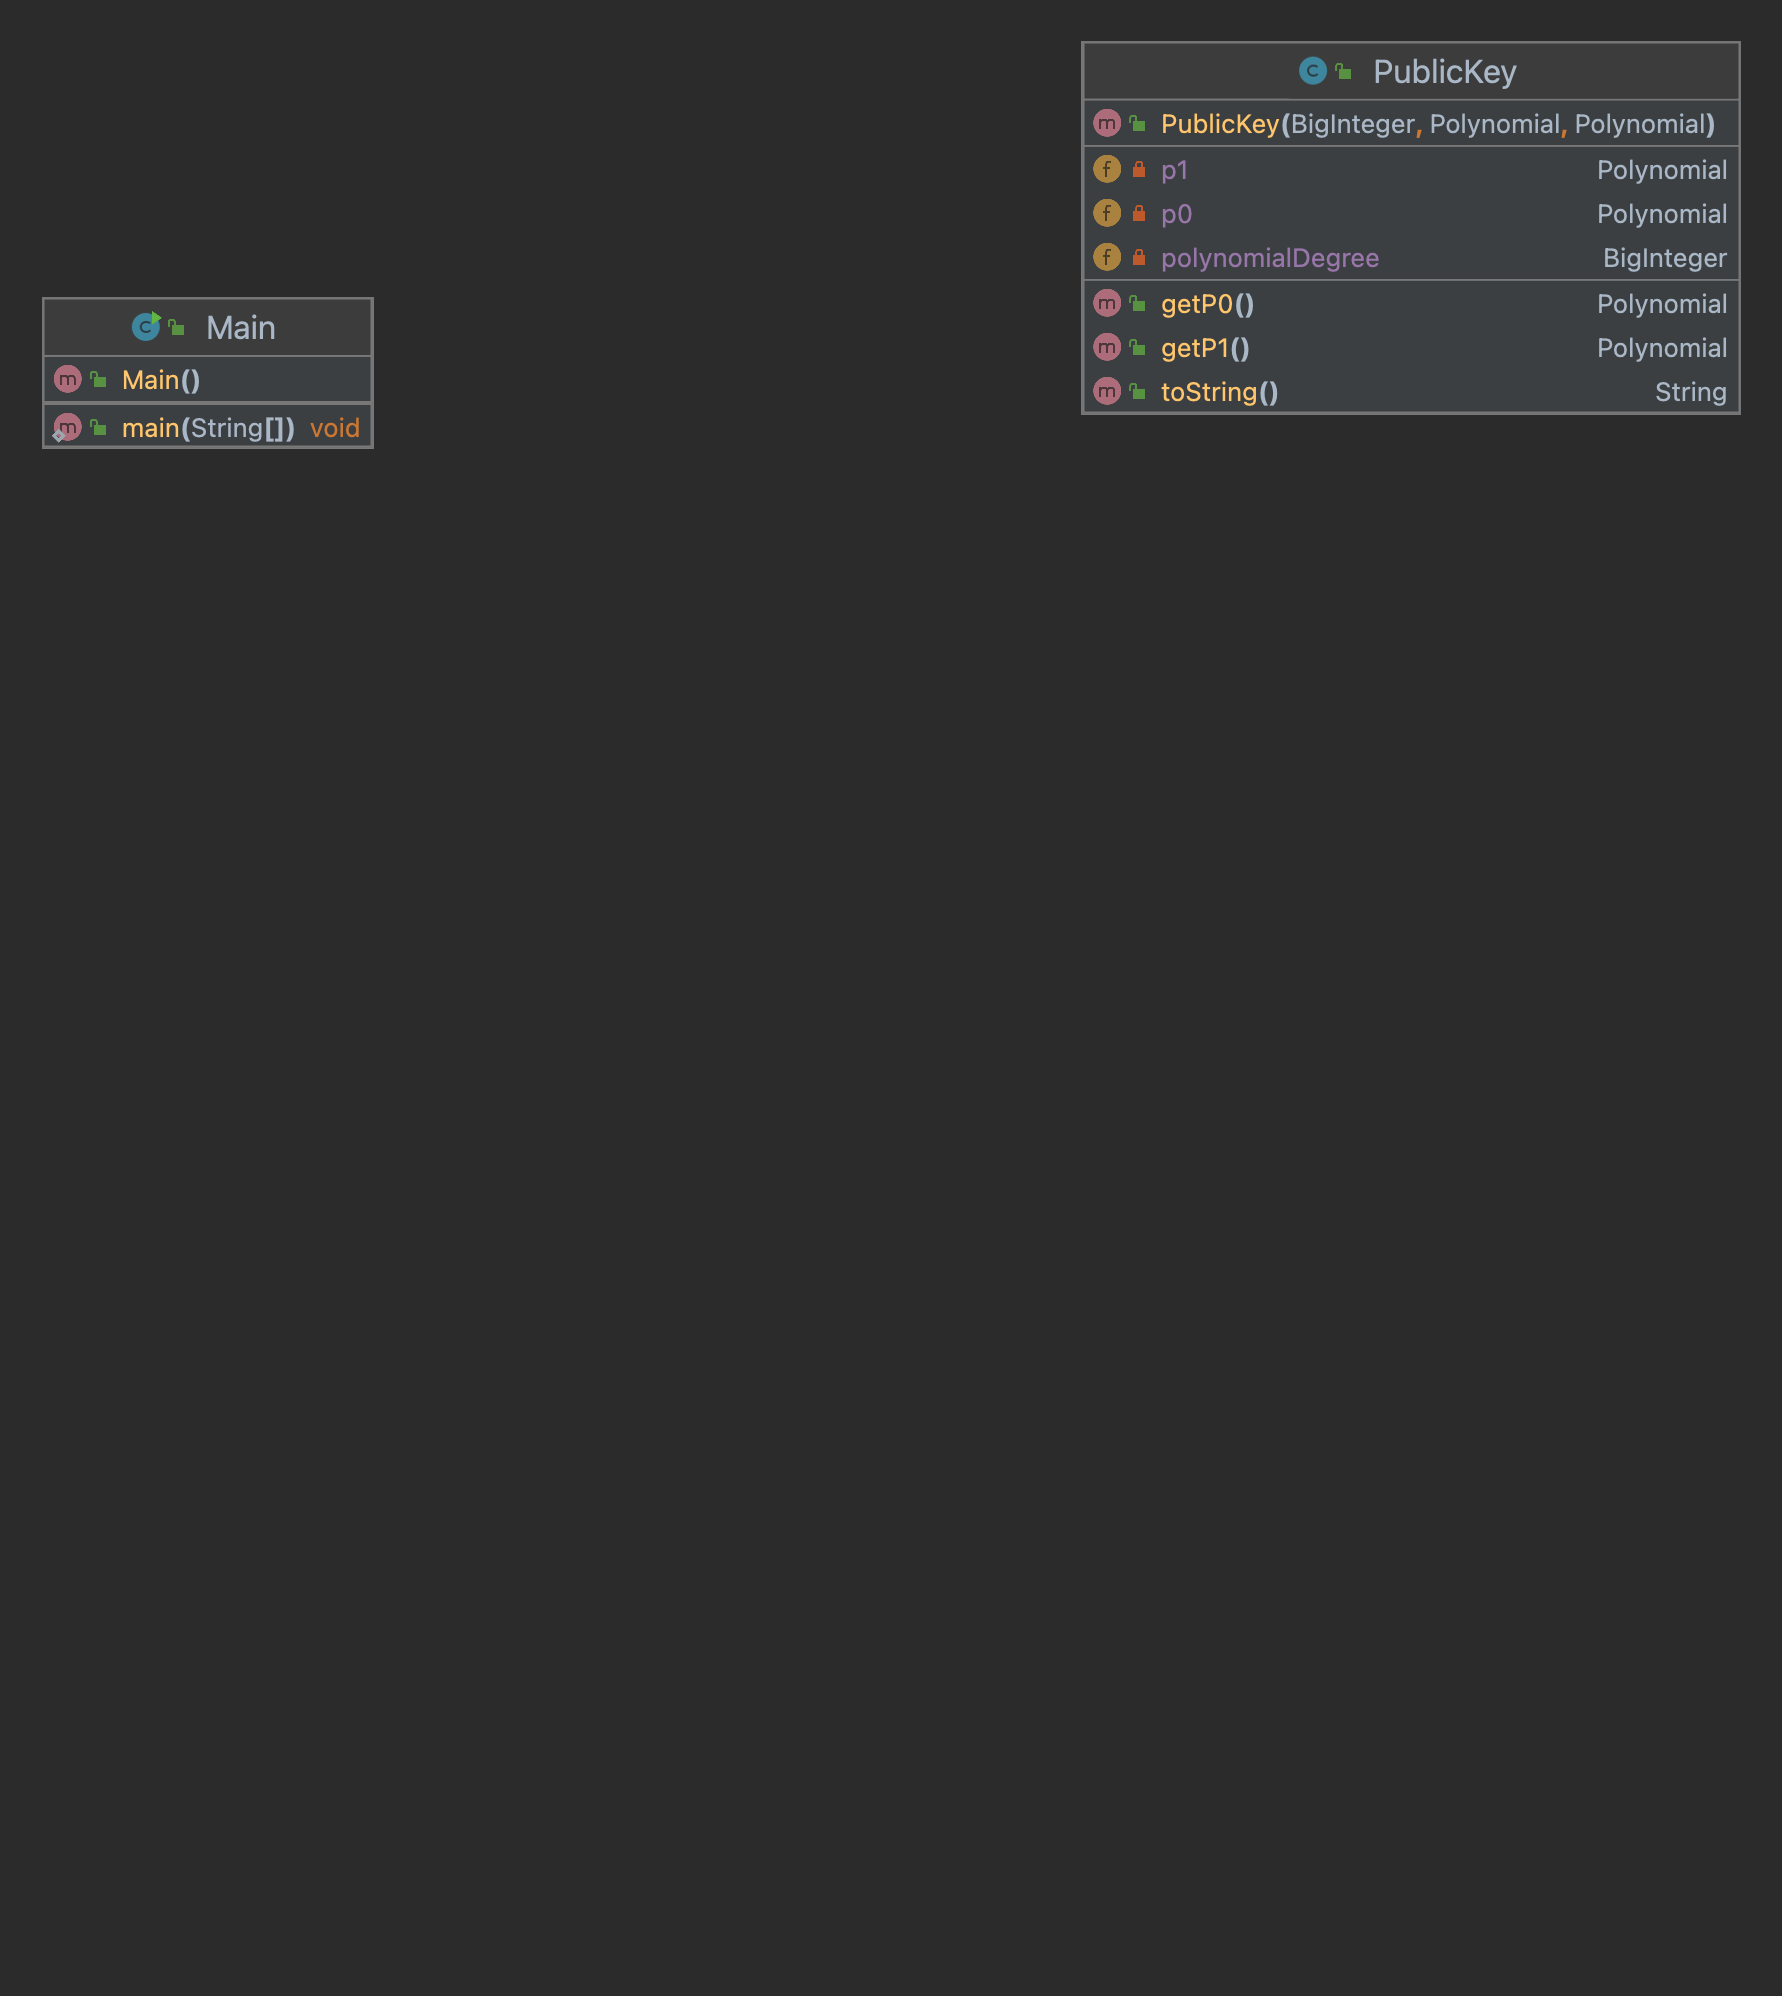 PublicKey
PublicKey(BigInteger, Polynomial, Polynomial)
p1 Polynomial
p0 Polynomial
polynomialDegree BigInteger
getP0() Polynomial
getP1() Polynomial
toString() String
Main
Main()
main(String[]) void